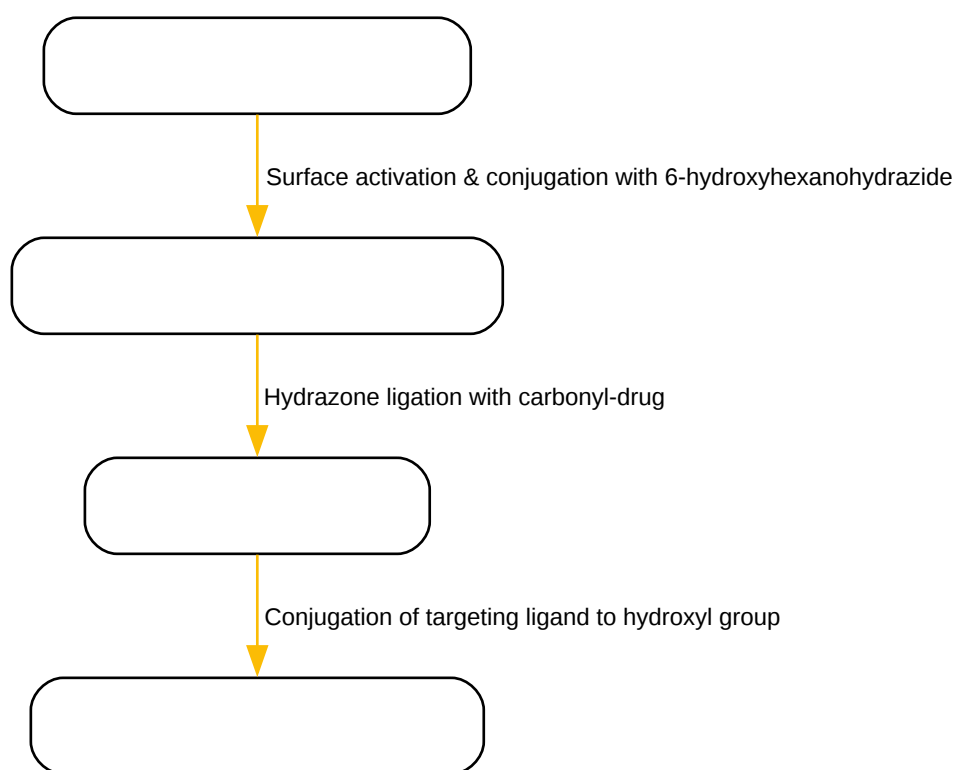 Surface activation & conjugation with 6-hydroxyhexanohydrazide
Hydrazone ligation with carbonyl-drug
Conjugation of targeting ligand to hydroxyl group